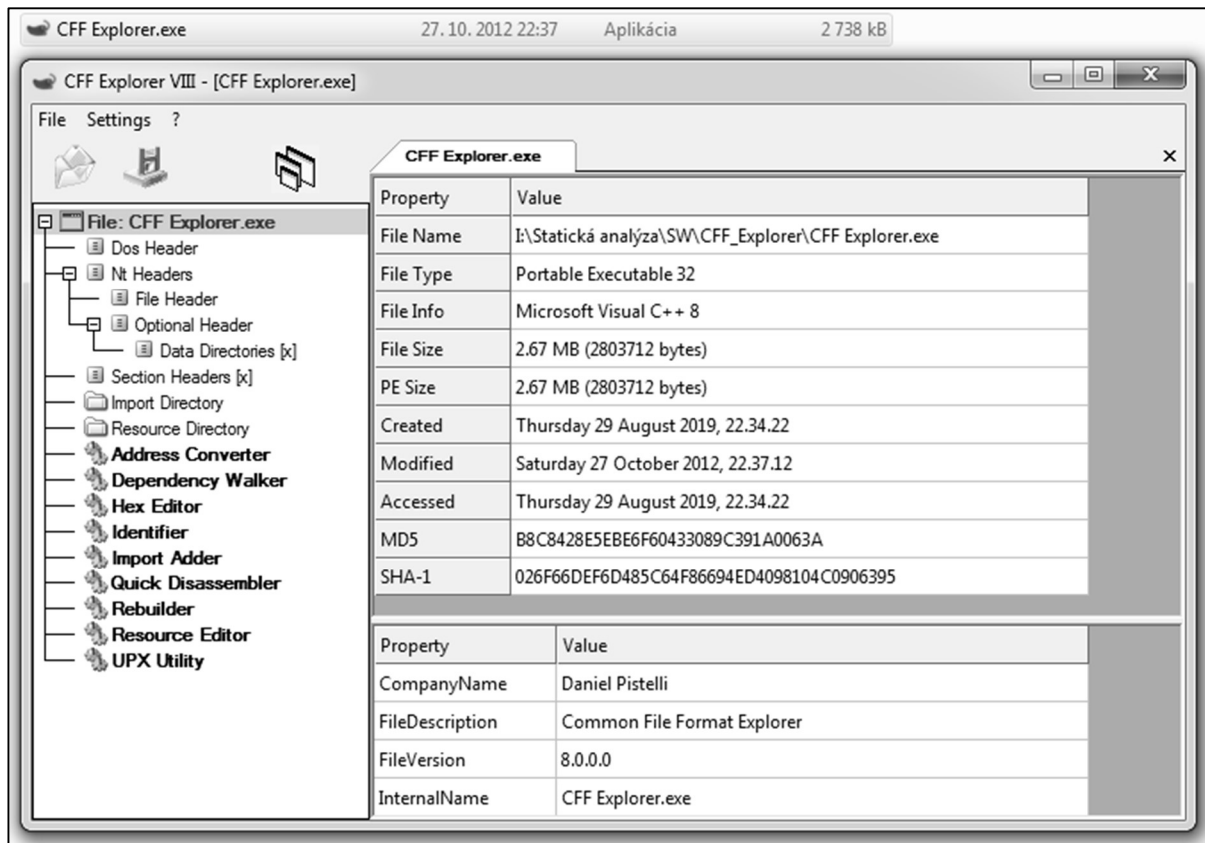 CFF Explorer.exe 27. 10. 2012 22:37 Aplikácia 2 738 kB
CFF Explorer VIII - [CFF Explorer.exe]
File Settings ?
CFF Explorer.exe
File: CFF Explorer.exe
Dos Header
Nt Headers
File Header
Optional Header
Data Directories [x]
Section Headers [x]
Import Directory
Resource Directory
Address Converter
Dependency Walker
Hex Editor
Identifier
Import Adder
Quick Disassembler
Rebuilder
Resource Editor
UPX Utility
Property Value
File Name I:\Statická analýza\SW\CFF_Explorer\CFF Explorer.exe
File Type Portable Executable 32
File Info Microsoft Visual C++ 8
File Size 2.67 MB (2803712 bytes)
PE Size 2.67 MB (2803712 bytes)
Created Thursday 29 August 2019, 22.34.22
Modified Saturday 27 October 2012, 22.37.12
Accessed Thursday 29 August 2019, 22.34.22
MD5 B8C8428E5EBE6F60433089C391A0063A
SHA-1 026F66DEF6D485C64F86694ED4098104C0906395
Property Value
CompanyName Daniel Pistelli
FileDescription Common File Format Explorer
FileVersion 8.0.0.0
InternalName CFF Explorer.exe